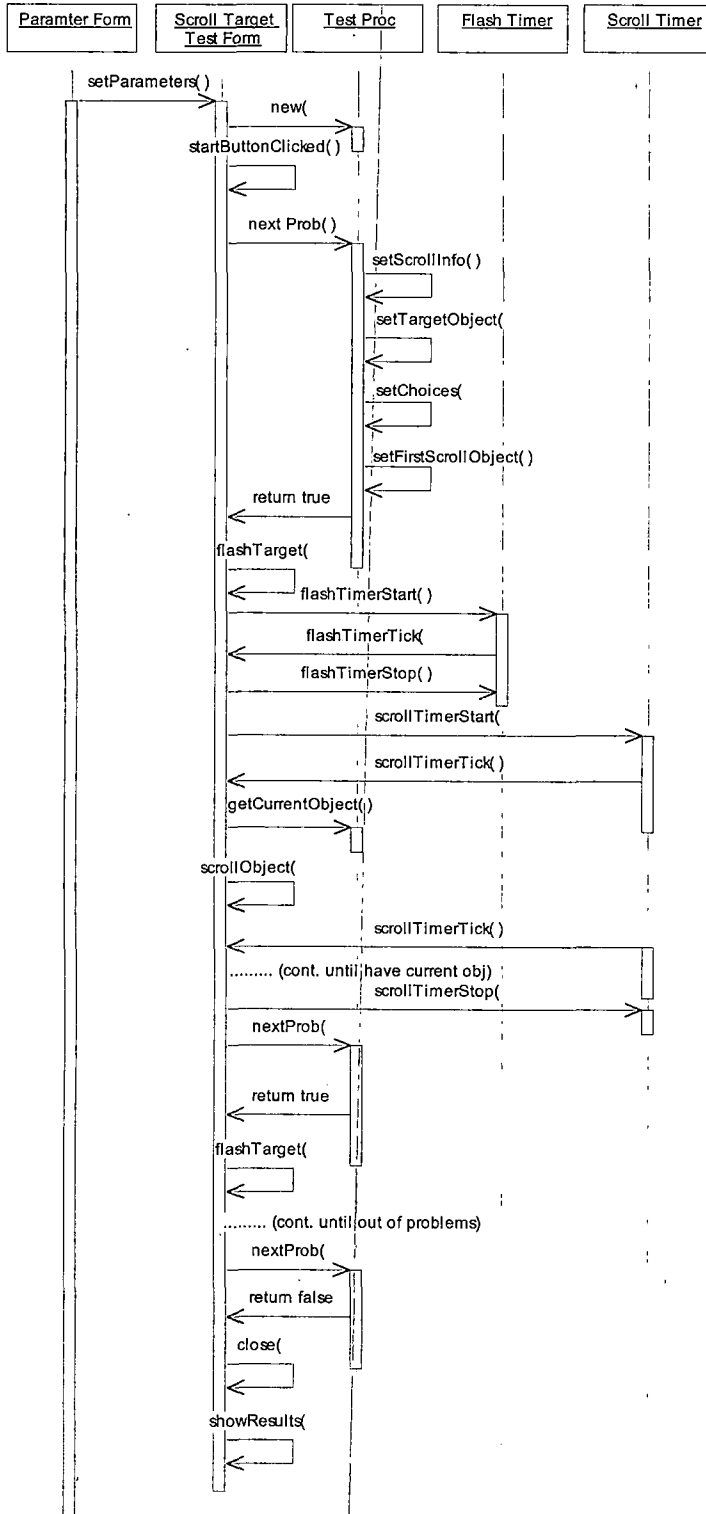 Paramter Form
Scroll Target
Test Form
Test Proc
Flash Timer
Scroll Timer
setParameters( )
new(
startButtonClicked( )
next Prob( )
setScrollInfo( )
setTargetObject(
setChoices(
setFirstScrollObject( )
return true
flashTarget(
flashTimerStart( )
flashTimerTick(
flashTimerStop( )
scrollTimerStart(
scrollTimerTick( )
getCurrentObject( )
scrollObject(
scrollTimerTick( )
......... (cont. until have current obj)
scrollTimerStop(
nextProb(
return true
flashTarget(
......... (cont. until out of problems)
nextProb(
return false
close(
showResults(